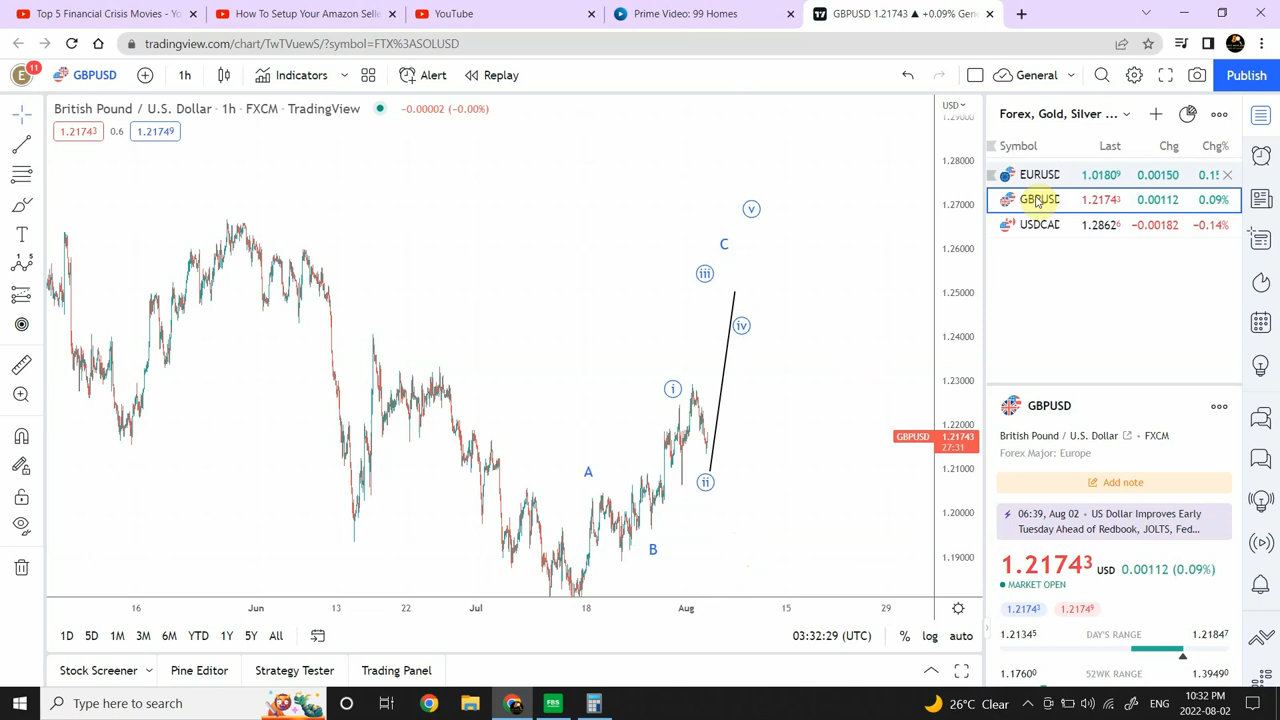 Top 5 Financial Crisis Movies - Yo
How To Setup Your Amazon Selle
YouTube
Prime Video: 99 Homes
GBPUSD 1.21743 ▲ +0.09% Gene
tradingview.com/chart/TwTVuewS/?symbol=FTX%3ASOLUSD
E
11
GBPUSD
1h
Indicators
Alert
Replay
General
Publish
British Pound / U.S. Dollar · 1h · FXCM · TradingView
−0.00002 (−0.00%)
1.21743
0.6
1.21749
USD
1.29000
1.28000
1.27000
1.26000
1.25000
1.24000
1.23000
1.22000
GBPUSD 1.21743
27:31
1.21000
1.20000
1.19000
v
C
iii
iv
i
ii
A
B
16
Jun
13
22
Jul
18
Aug
15
29
1D
5D
1M
3M
6M
YTD
1Y
5Y
All
03:32:29 (UTC)
%
log
auto
Stock Screener
Pine Editor
Strategy Tester
Trading Panel
Forex, Gold, Silver ...
Symbol
Last
Chg
Chg%
EURUSD
1.01809
0.00150
0.15
GBPUSD
1.21743
0.00112
0.09%
USDCAD
1.28626
−0.00182
−0.14%
GBPUSD
British Pound / U.S. Dollar
FXCM
Forex Major: Europe
Add note
06:39, Aug 02 • US Dollar Improves Early
Tuesday Ahead of Redbook, JOLTS, Fed...
1.21743 USD 0.00112 (0.09%)
MARKET OPEN
1.21743
1.21749
1.21345
DAY'S RANGE
1.21847
1.17600
52WK RANGE
1.39490
Type here to search
26°C Clear
ENG
10:32 PM
2022-08-02